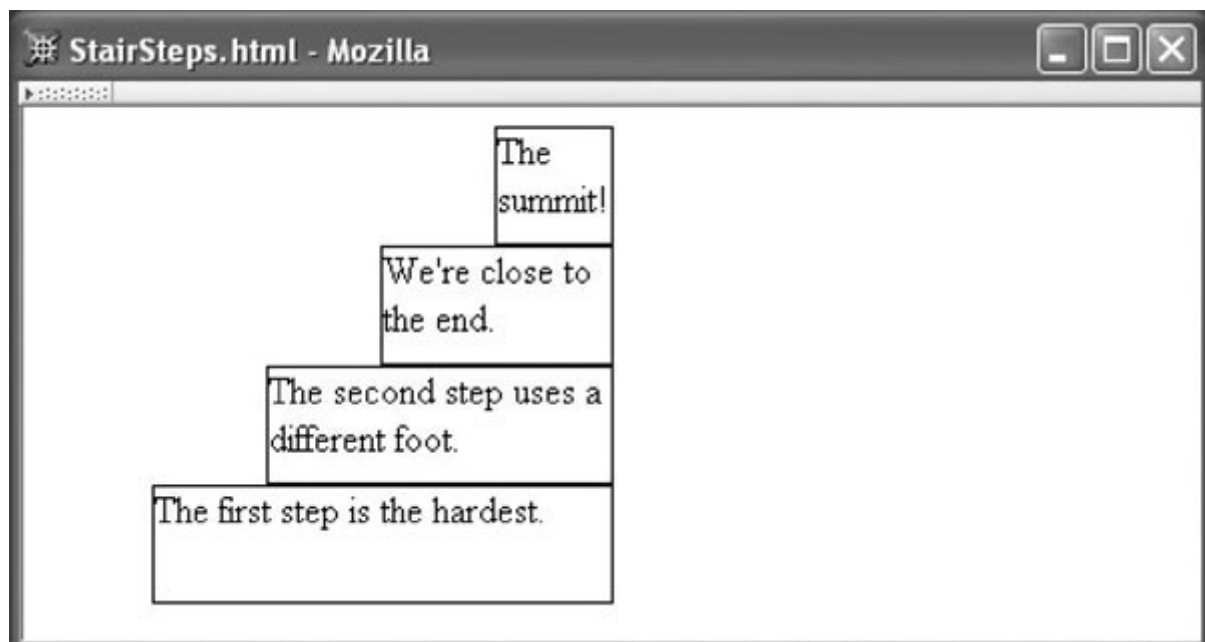 StairSteps.html - Mozilla
The
summit!
We're close to
the end.
The second step uses a
different foot.
The first step is the hardest.